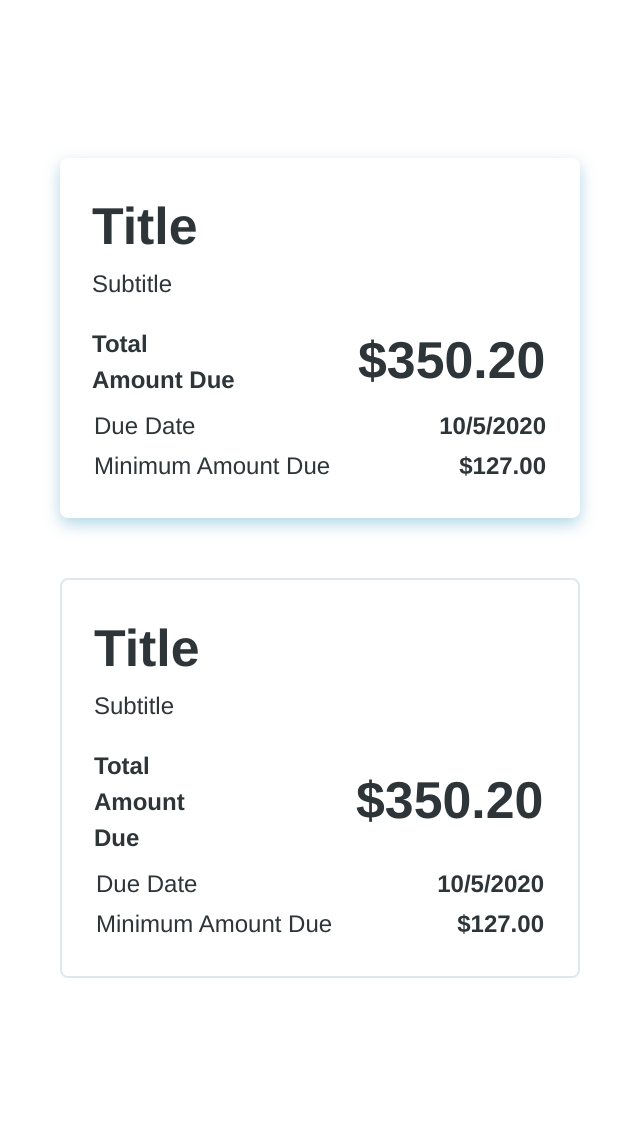 Title
Subtitle
Total
Amount Due
$350.20
Due Date 10/5/2020
Minimum Amount Due $127.00
Title
Subtitle
Total
Amount
Due
$350.20
Due Date 10/5/2020
Minimum Amount Due $127.00